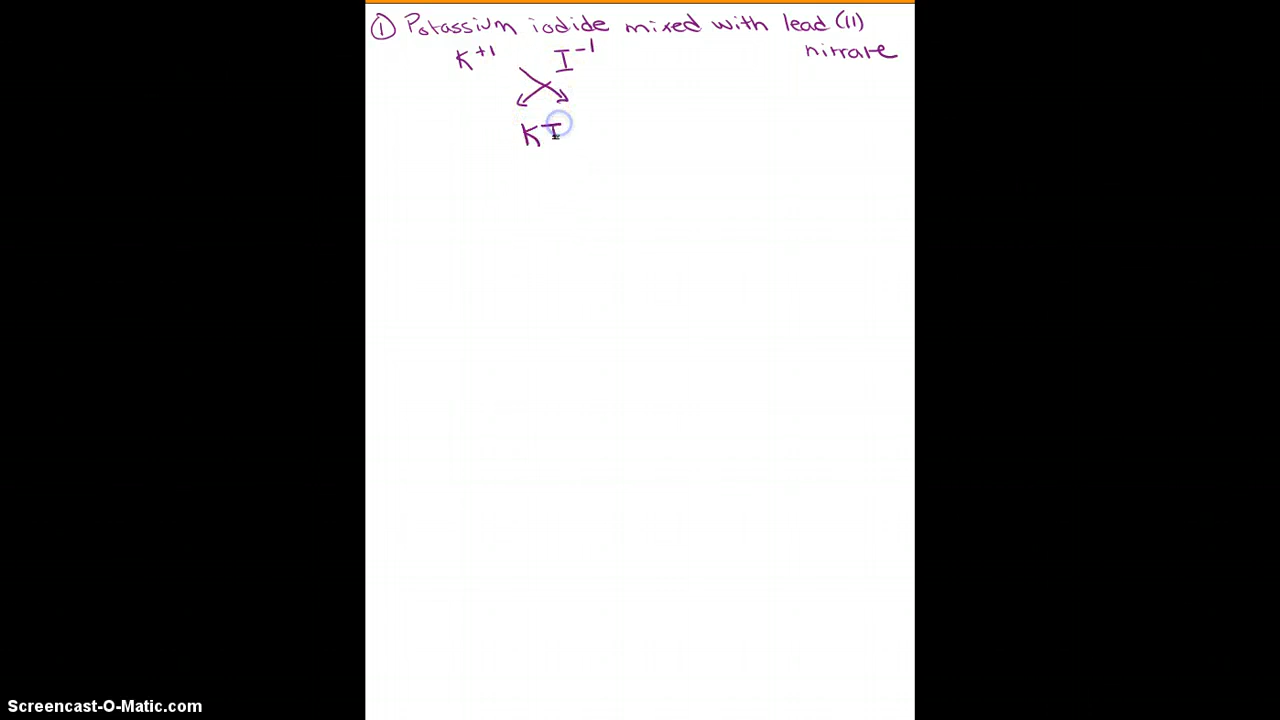 ① Potassium iodide mixed with lead (II)
nitrate
K+1 I-1
KI
Screencast-O-Matic.com